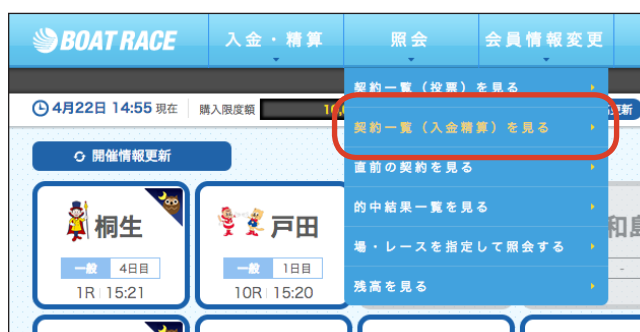 BOAT RACE 入金・精算 照会 会員情報変更
契約一覧（投票）を見る
4月22日 14:55 現在 購入限度額
契約一覧（入金精算）を見る
開催情報更新
直前の契約を見る
的中結果一覧を見る
桐生 戸田
場・レースを指定して照会する
一般 4日目 一般 1日目
残高を見る
1R 15:21 10R 15:20